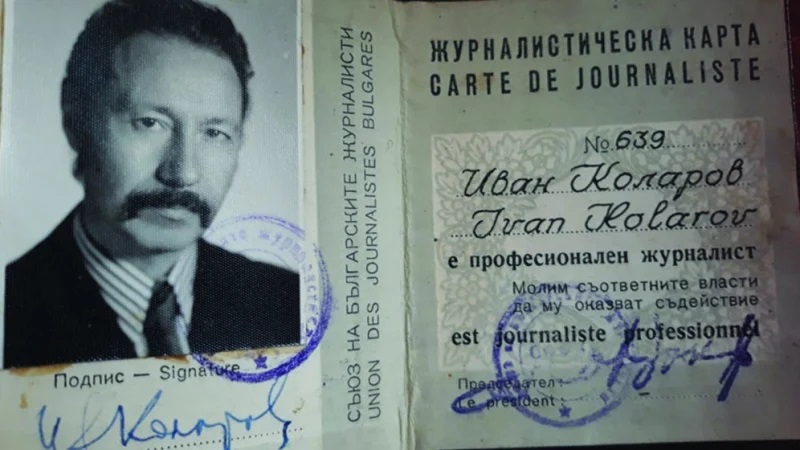 Подпис — Signature
И Коларов
СЪЮЗ НА БЪЛГАРСКИТЕ ЖУРНАЛИСТИ
UNION DES JOURNALISTES BULGARES
ЖУРНАЛИСТИЧЕСКА КАРТА
CARTE DE JOURNALISTE
№ 639
Иван Коларов
Ivan Kolarov
е професионален журналист
Молим съответните власти
да му оказват съдействие
est journaliste professionnel
Председател:
Le président: